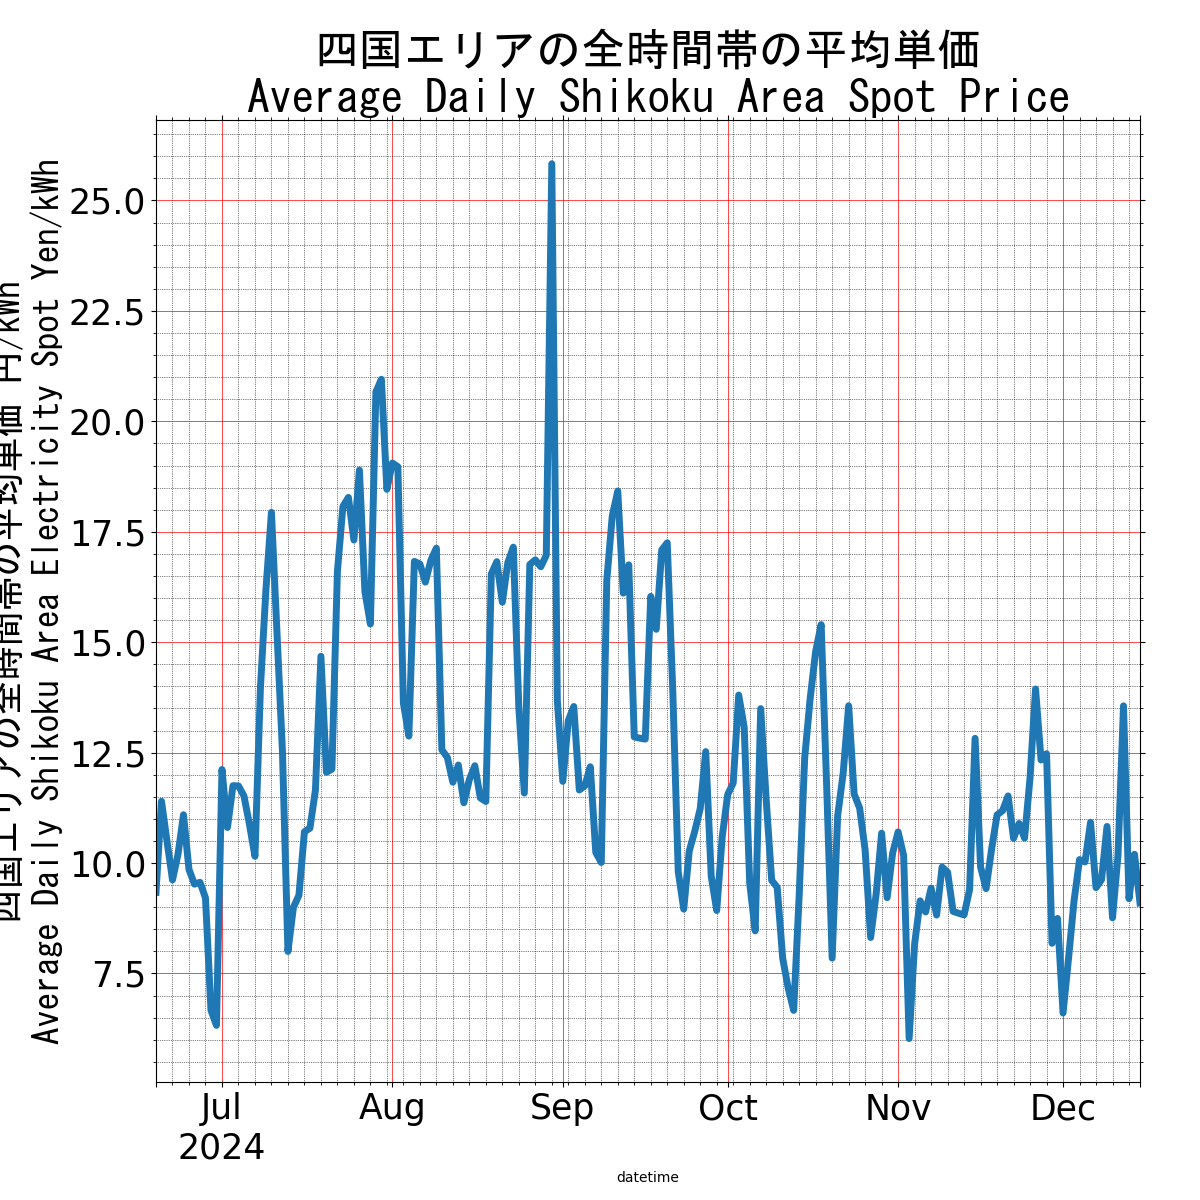 四国エリアの全時間帯の平均単価
Average Daily Shikoku Area Spot Price
四国エリアの全時間帯の平均単価 円/kWh
Average Daily Shikoku Area Electricity Spot Yen/kWh
25.0
22.5
20.0
17.5
15.0
12.5
10.0
7.5
Jul
2024
Aug
Sep
Oct
Nov
Dec
datetime